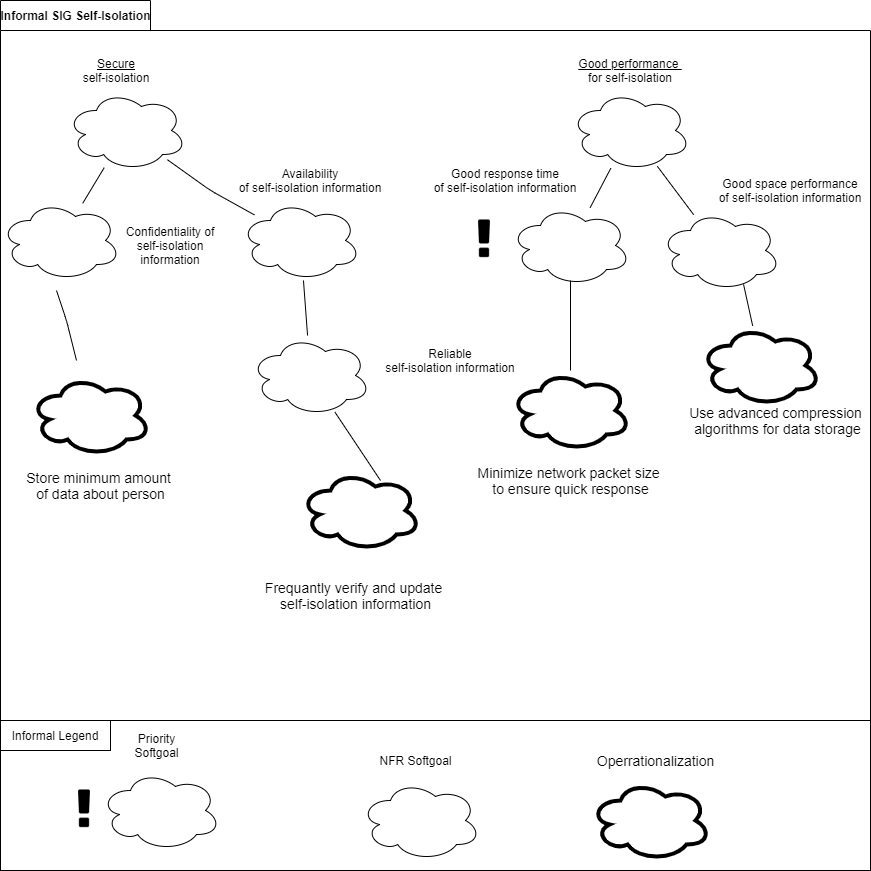 Informal SIG Self-Isolation
Secure
self-isolation
Good performance
for self-isolation
Availability
of self-isolation information
Good response time
of self-isolation information
Good space performance
of self-isolation information
Confidentiality of
self-isolation
information
!
Reliable
self-isolation information
Use advanced compression
algorithms for data storage
Store minimum amount
of data about person
Minimize network packet size
to ensure quick response
Frequantly verify and update
self-isolation information
Informal Legend
Priority
Softgoal
NFR Softgoal
Operrationalization
!